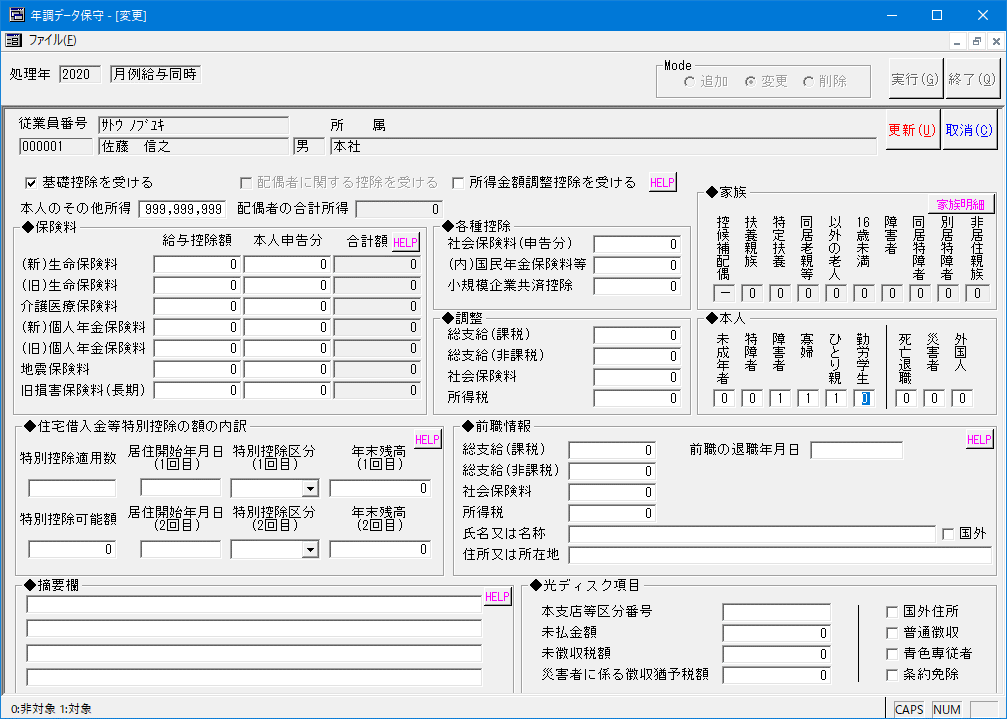 年調データ保守 - [変更]
ファイル(F)
処理年 2020 月例給与同時
Mode
追加 変更 削除
実行(G) 終了(Q)
従業員番号 ｻﾄｳ ﾉﾌﾞﾕｷ 所　属
000001 佐藤　信之 男 本社
更新(U) 取消(C)
基礎控除を受ける 配偶者に関する控除を受ける 所得金額調整控除を受ける HELP
本人のその他所得 999,999,999 配偶者の合計所得 0
◆保険料
給与控除額 本人申告分 合計額 HELP
(新)生命保険料 0 0 0
(旧)生命保険料 0 0 0
介護医療保険料 0 0 0
(新)個人年金保険料 0 0 0
(旧)個人年金保険料 0 0 0
地震保険料 0 0 0
旧損害保険料(長期) 0 0 0
◆各種控除
社会保険料(申告分) 0
(内)国民年金保険料等 0
小規模企業共済控除 0
◆調整
総支給(課税) 0
総支給(非課税) 0
社会保険料 0
所得税 0
◆家族
家族明細
控除候補配偶 扶養親族 特定扶養 同居老親等 以外の老人 16歳未満 障害者 同居特障者 別居特障者 非居住親族
－ 0 0 0 0 0 0 0 0 0
◆本人
未成年者 特障者 障害者 寡婦 ひとり親 勤労学生 死亡退職 災害者 外国人
0 0 1 1 1 0 0 0 0
◆住宅借入金等特別控除の額の内訳
HELP
特別控除適用数 居住開始年月日(1回目) 特別控除区分(1回目) 年末残高(1回目)
0
特別控除可能額 居住開始年月日(2回目) 特別控除区分(2回目) 年末残高(2回目)
0 0
◆前職情報
HELP
総支給(課税) 0 前職の退職年月日
総支給(非課税) 0
社会保険料 0
所得税 0
氏名又は名称 国外
住所又は所在地
◆摘要欄
HELP
◆光ディスク項目
本支店等区分番号 国外住所
未払金額 0 普通徴収
未徴収税額 0 青色専従者
災害者に係る徴収猶予税額 0 条約免除
0:非対象 1:対象
CAPS NUM